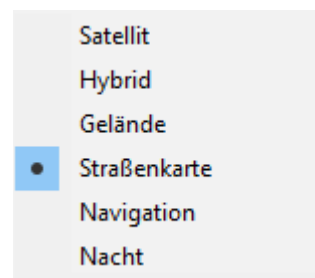 Satellit
Hybrid
Gelände
Straßenkarte
Navigation
Nacht